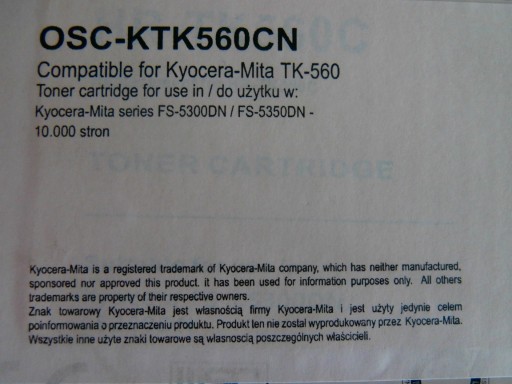 OSC-KTK560CN
Compatible for Kyocera-Mita TK-560
Toner cartridge for use in / do użytku w:
Kyocera-Mita series FS-5300DN / FS-5350DN -
10.000 stron
TONER CARTRIDGE
Kyocera-Mita is a registered trademark of Kyocera-Mita company, which has neither manufactured,
sponsored nor approved this product. it has been used for information purposes only. All others
trademarks are property of their respective owners.
Znak towarowy Kyocera-Mita jest własnością firmy Kyocera-Mita i jest użyty jedynie celem
poinformowania o przeznaczeniu produktu. Produkt ten nie został wyprodukowany przez Kyocera-Mita.
Wszystkie inne użyte znaki towarowe są własnoscią poszczególnych właścicieli.